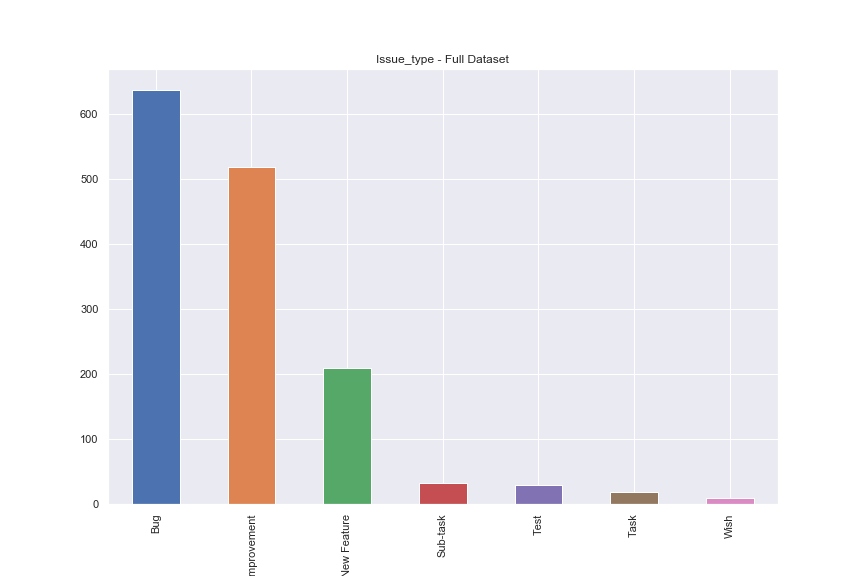 Issue_type - Full Dataset
600
500
400
300
200
100
0
Bug
mprovement
New Feature
Sub-task
Test
Task
Wish